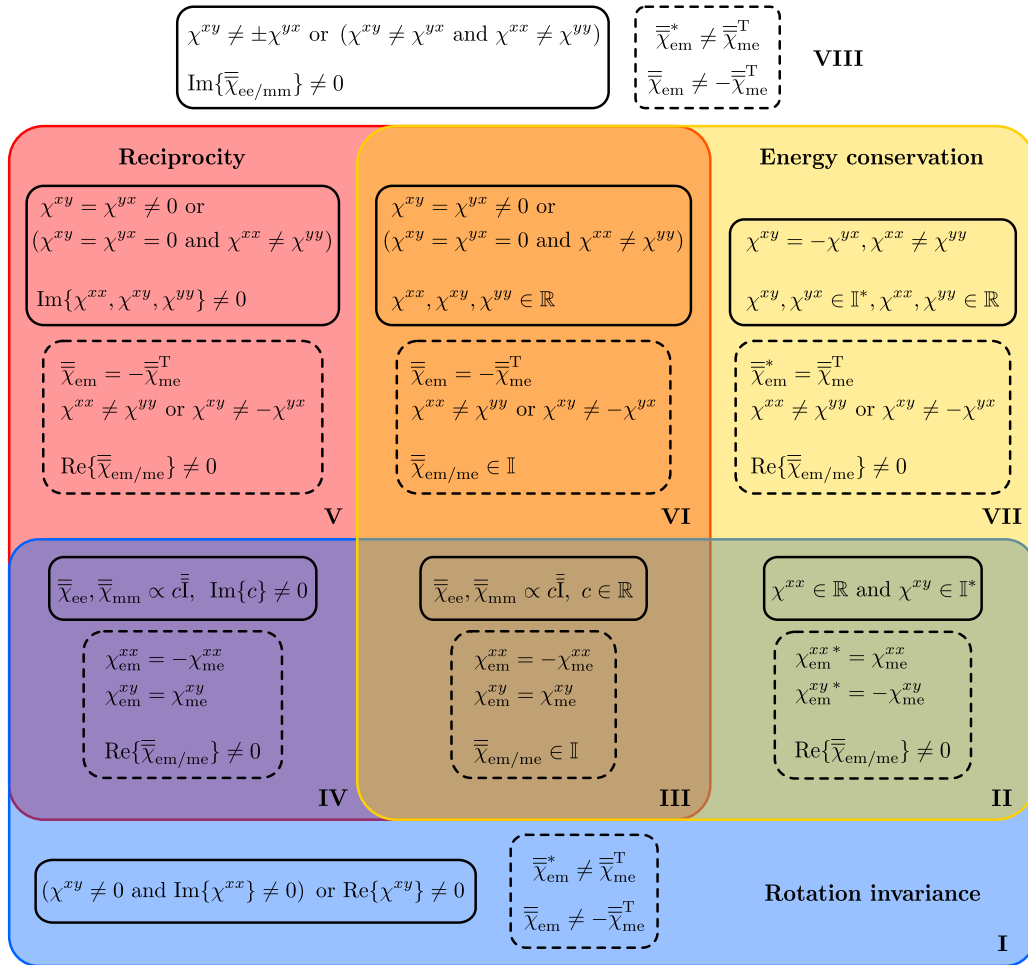 χ^{xy} ≠ ±χ^{yx} or (χ^{xy} ≠ χ^{yx} and χ^{xx} ≠ χ^{yy})
Im{χ̿_{ee/mm}} ≠ 0
χ̿*_{em} ≠ χ̿^T_{me}
χ̿_{em} ≠ −χ̿^T_{me}
VIII
Reciprocity
χ^{xy} = χ^{yx} ≠ 0 or
(χ^{xy} = χ^{yx} = 0 and χ^{xx} ≠ χ^{yy})
Im{χ^{xx}, χ^{xy}, χ^{yy}} ≠ 0
χ̿_{em} = −χ̿^T_{me}
χ^{xx} ≠ χ^{yy} or χ^{xy} ≠ −χ^{yx}
Re{χ̿_{em/me}} ≠ 0
V
χ^{xy} = χ^{yx} ≠ 0 or
(χ^{xy} = χ^{yx} = 0 and χ^{xx} ≠ χ^{yy})
χ^{xx}, χ^{xy}, χ^{yy} ∈ ℝ
χ̿_{em} = −χ̿^T_{me}
χ^{xx} ≠ χ^{yy} or χ^{xy} ≠ −χ^{yx}
χ̿_{em/me} ∈ 𝕀
VI
Energy conservation
χ^{xy} = −χ^{yx}, χ^{xx} ≠ χ^{yy}
χ^{xy}, χ^{yx} ∈ 𝕀*, χ^{xx}, χ^{yy} ∈ ℝ
χ̿*_{em} = χ̿^T_{me}
χ^{xx} ≠ χ^{yy} or χ^{xy} ≠ −χ^{yx}
Re{χ̿_{em/me}} ≠ 0
VII
χ̿_{ee}, χ̿_{mm} ∝ cI̿, Im{c} ≠ 0
χ^{xx}_{em} = −χ^{xx}_{me}
χ^{xy}_{em} = χ^{xy}_{me}
Re{χ̿_{em/me}} ≠ 0
IV
χ̿_{ee}, χ̿_{mm} ∝ cI̿, c ∈ ℝ
χ^{xx}_{em} = −χ^{xx}_{me}
χ^{xy}_{em} = χ^{xy}_{me}
χ̿_{em/me} ∈ 𝕀
III
χ^{xx} ∈ ℝ and χ^{xy} ∈ 𝕀*
χ^{xx *}_{em} = χ^{xx}_{me}
χ^{xy *}_{em} = −χ^{xy}_{me}
Re{χ̿_{em/me}} ≠ 0
II
(χ^{xy} ≠ 0 and Im{χ^{xx}} ≠ 0) or Re{χ^{xy}} ≠ 0
χ̿*_{em} ≠ χ̿^T_{me}
χ̿_{em} ≠ −χ̿^T_{me}
Rotation invariance
I